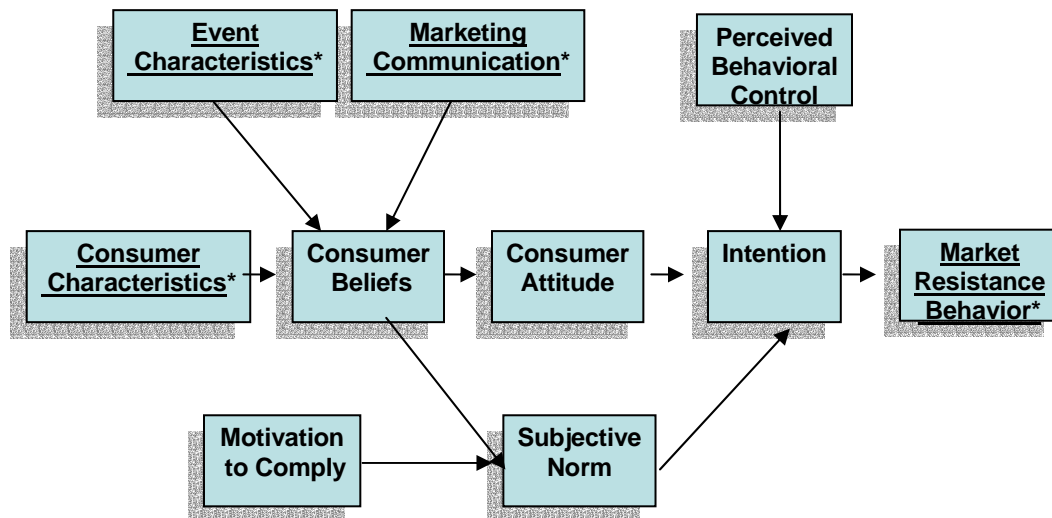 Event
Characteristics*
Marketing
Communication*
Perceived
Behavioral
Control
Consumer
Characteristics*
Consumer
Beliefs
Consumer
Attitude
Intention
Market
Resistance
Behavior*
Motivation
to Comply
Subjective
Norm